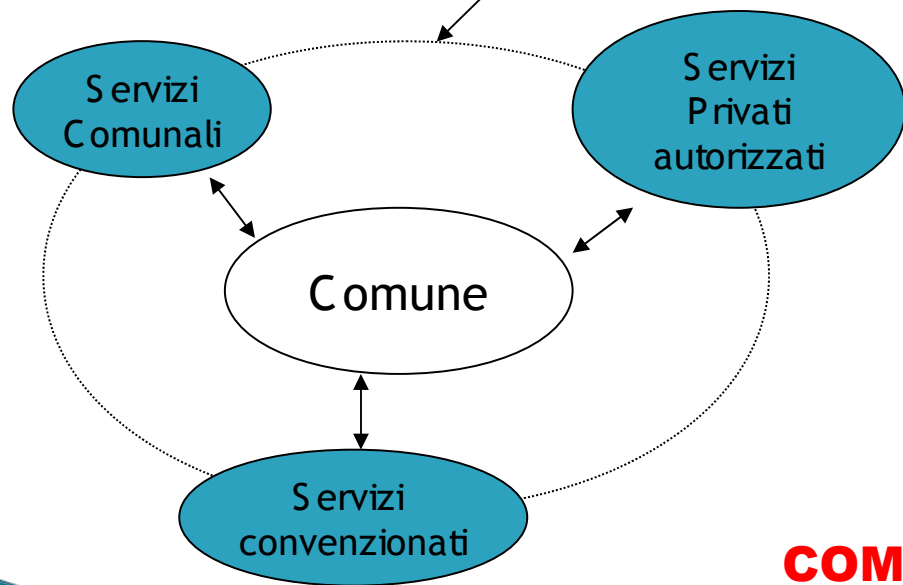 Servizi
Comunali
Servizi
Privati
autorizzati
Comune
Servizi
convenzionati
COM